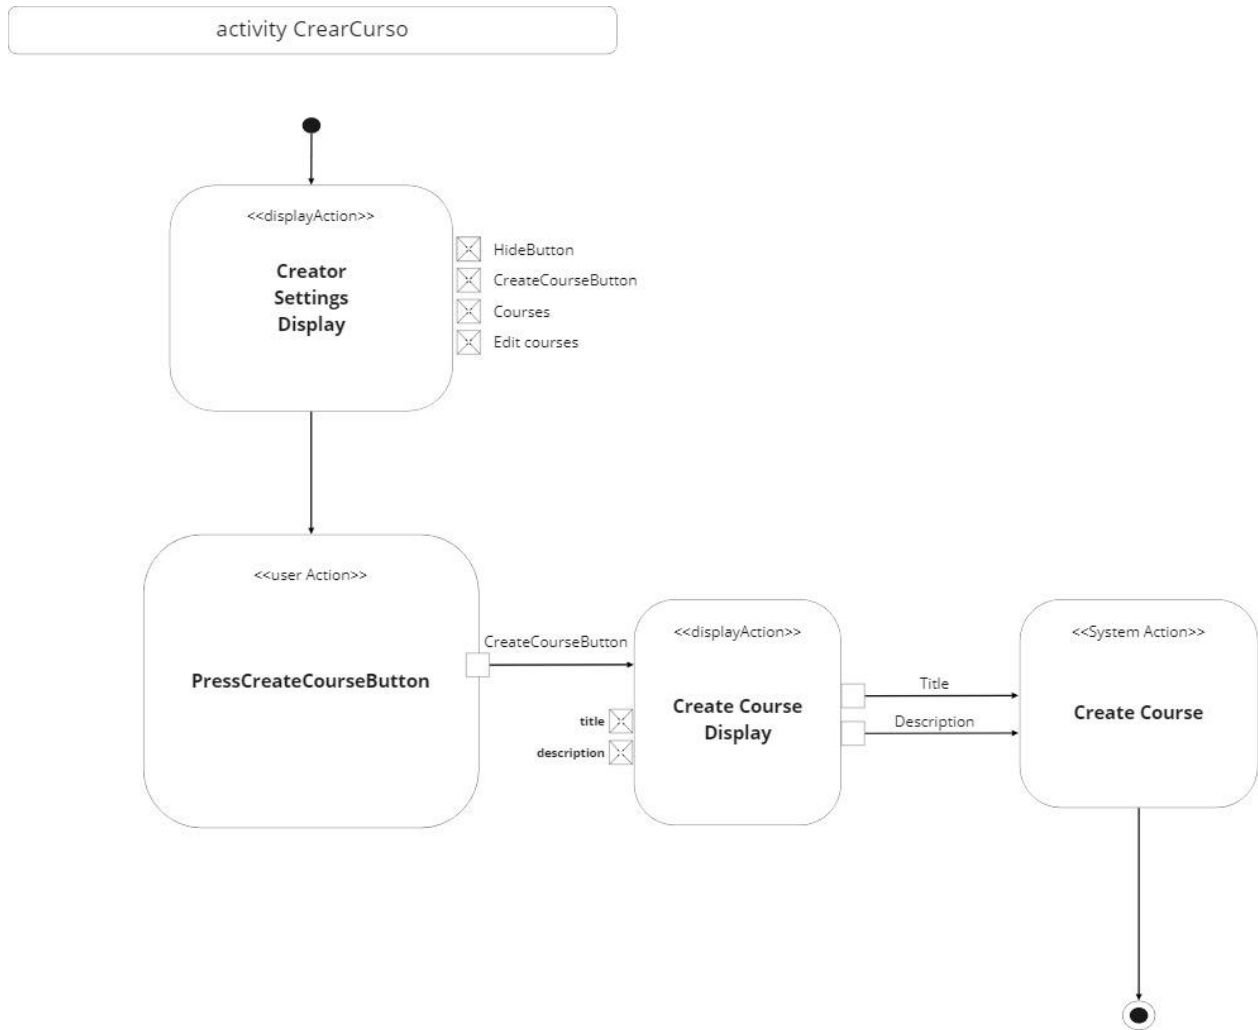 activity CrearCurso
<<displayAction>>
Creator
Settings
Display
HideButton
CreateCourseButton
Courses
Edit courses
<<user Action>>
PressCreateCourseButton
CreateCourseButton
title
description
<<displayAction>>
Create Course
Display
Title
Description
<<System Action>>
Create Course